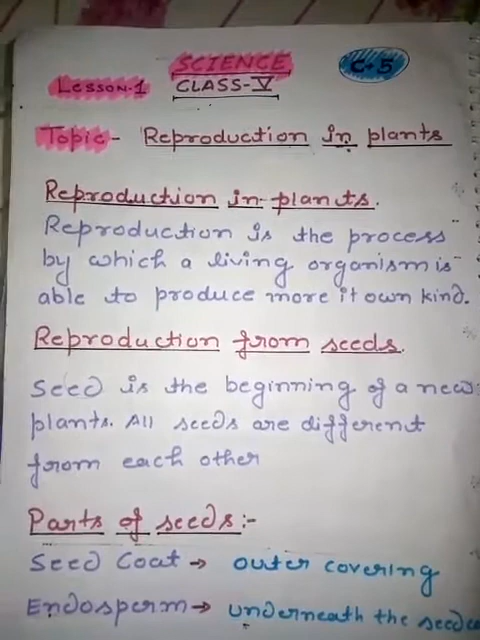 SCIENCE
C-5
Lesson-1
CLASS-V
Topic- Reproduction in plants
Reproduction in plants.
Reproduction is the process
by which a living organism is
able to produce more it own kind.
Reproduction from seeds.
Seed is the beginning of a new
plants. All seeds are different
from each other
Parts of seeds:-
Seed Coat → outer covering
Endosperm → underneath the